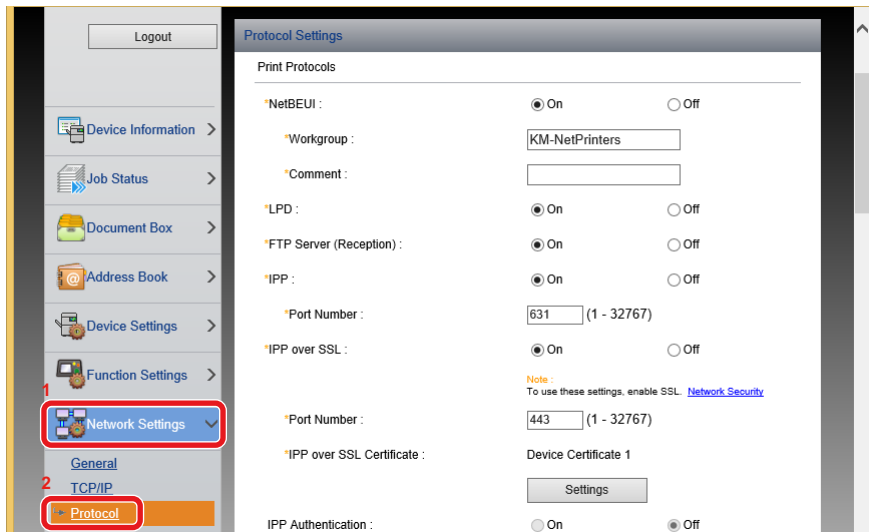 Logout
Device Information
Job Status
Document Box
Address Book
Device Settings
Function Settings
1
Network Settings
General
2
TCP/IP
Protocol
Protocol Settings
Print Protocols
*NetBEUI : On Off
*Workgroup : KM-NetPrinters
*Comment :
*LPD : On Off
*FTP Server (Reception) : On Off
*IPP : On Off
*Port Number : 631 (1 - 32767)
*IPP over SSL : On Off
Note :
To use these settings, enable SSL. Network Security
*Port Number : 443 (1 - 32767)
*IPP over SSL Certificate : Device Certificate 1
Settings
IPP Authentication : On Off